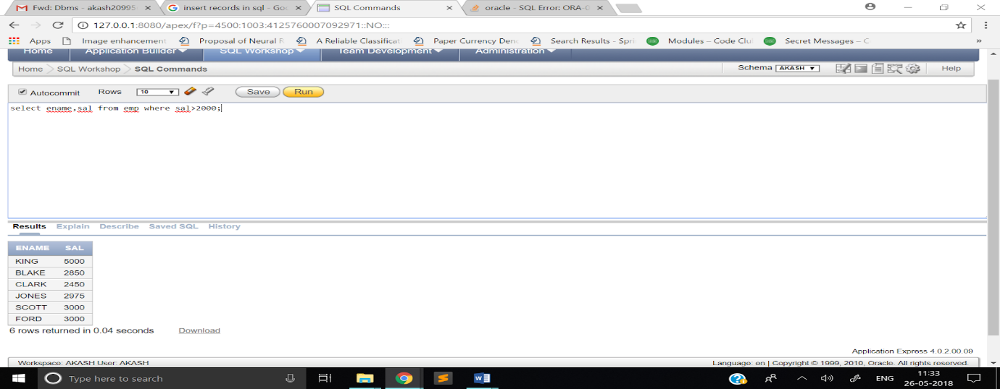 Fwd: Dbms - akash20995 insert records in sql - Goo SQL Commands oracle - SQL Error: ORA-0
127.0.0.1:8080/apex/f?p=4500:1003:4125760007092971::NO:::
Apps Image enhancement Proposal of Neural R A Reliable Classificati Paper Currency Deno Search Results - Spri Modules – Code Clu Secret Messages – C »
Home Application Builder SQL Workshop Team Development Administration
Home SQL Workshop SQL Commands Schema AKASH Help
Autocommit Rows 10 Save Run
select ename,sal from emp where sal>2000;
Results Explain Describe Saved SQL History
ENAME SAL
KING 5000
BLAKE 2850
CLARK 2450
JONES 2975
SCOTT 3000
FORD 3000
6 rows returned in 0.04 seconds Download
Application Express 4.0.2.00.09
Workspace: AKASH User: AKASH Language: en | Copyright © 1999, 2010, Oracle. All rights reserved.
Type here to search ENG 11:33
26-05-2018